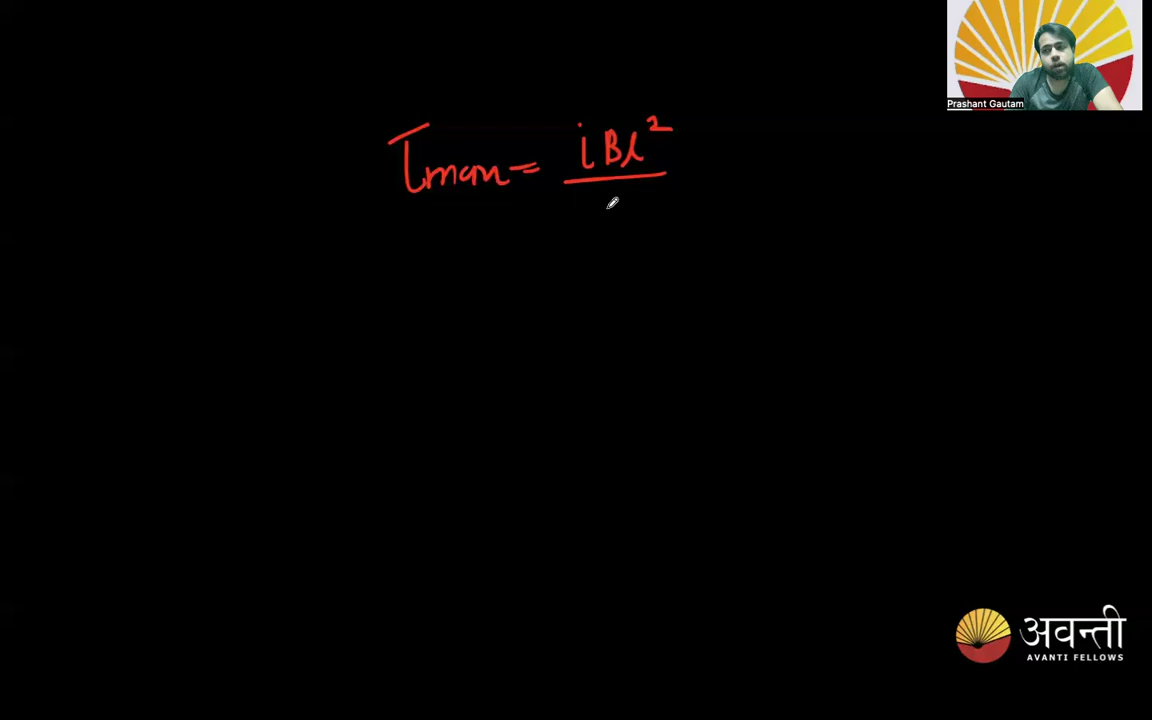 Prashant Gautam
τmax = iBl²
अवन्ती
AVANTI FELLOWS